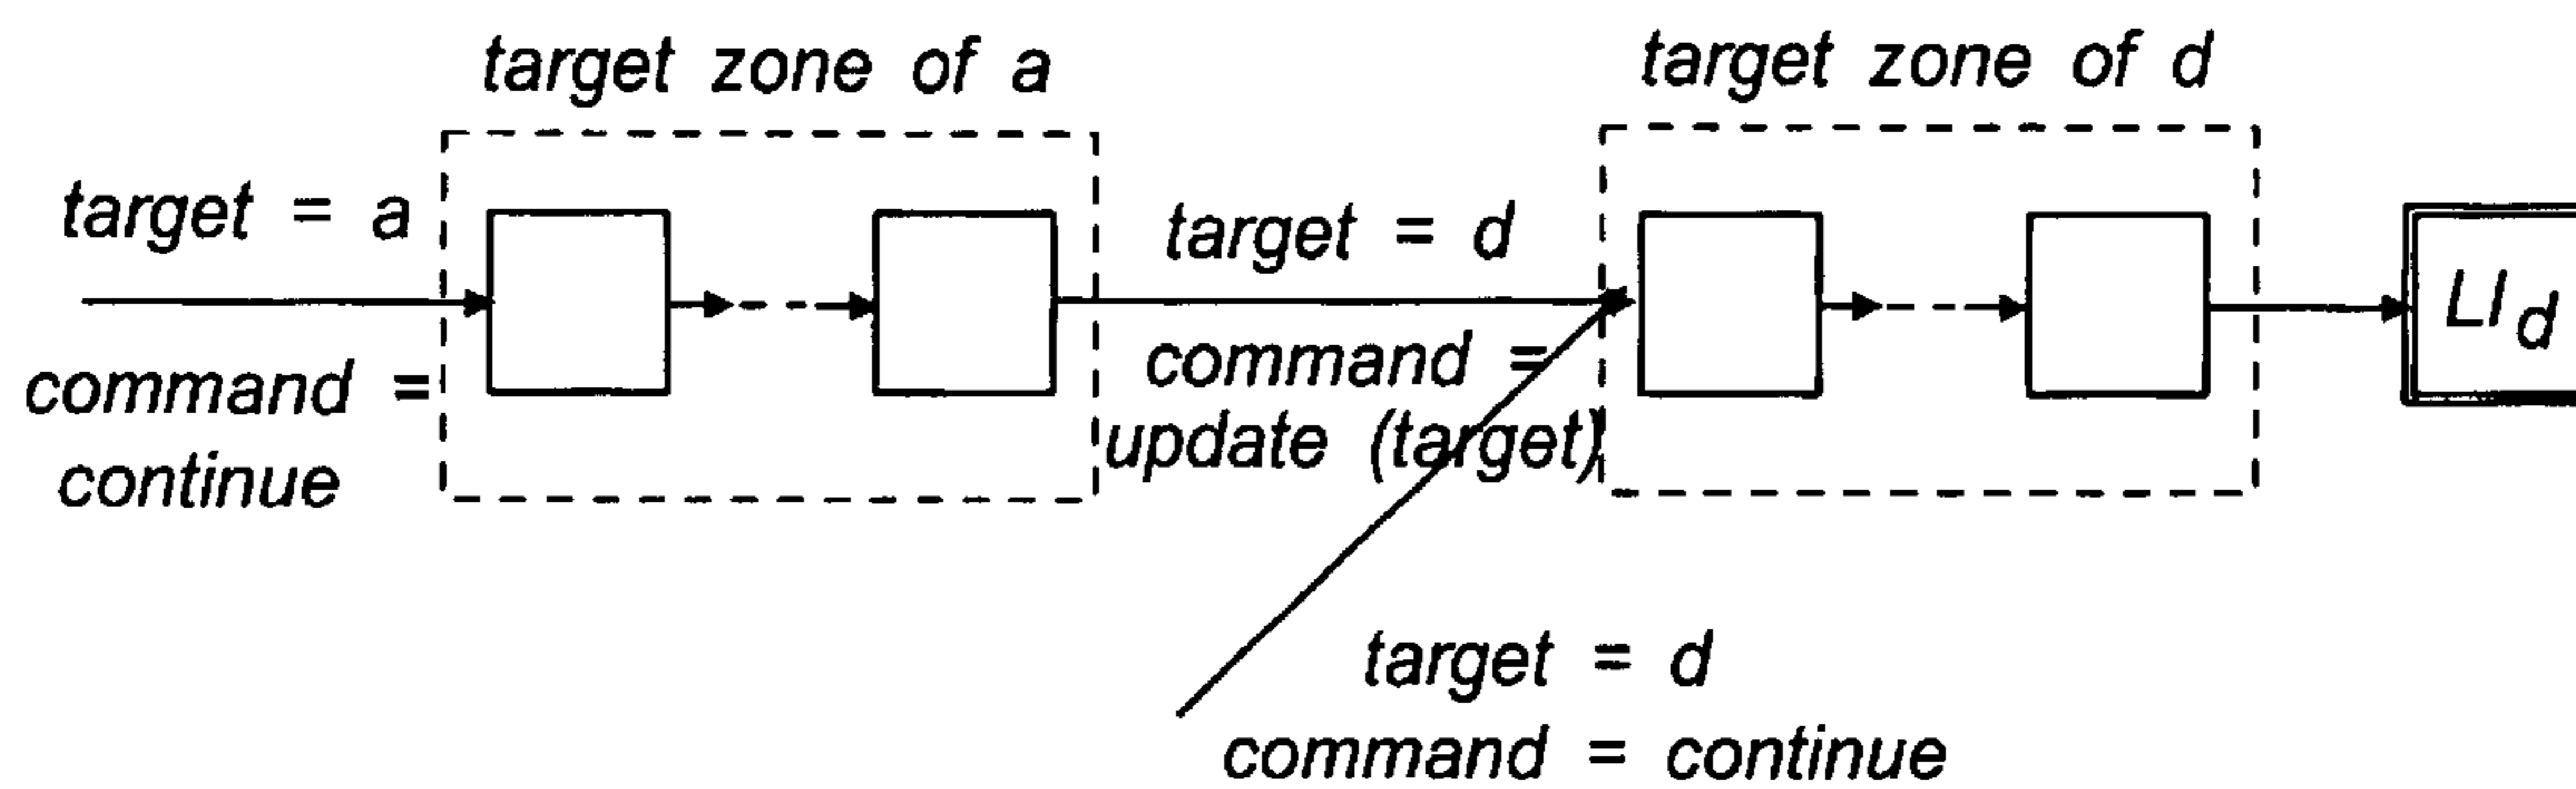 target zone of a
target zone of d
target = a
command =
continue
target = d
command =
update (target)
LI d
target = d
command = continue